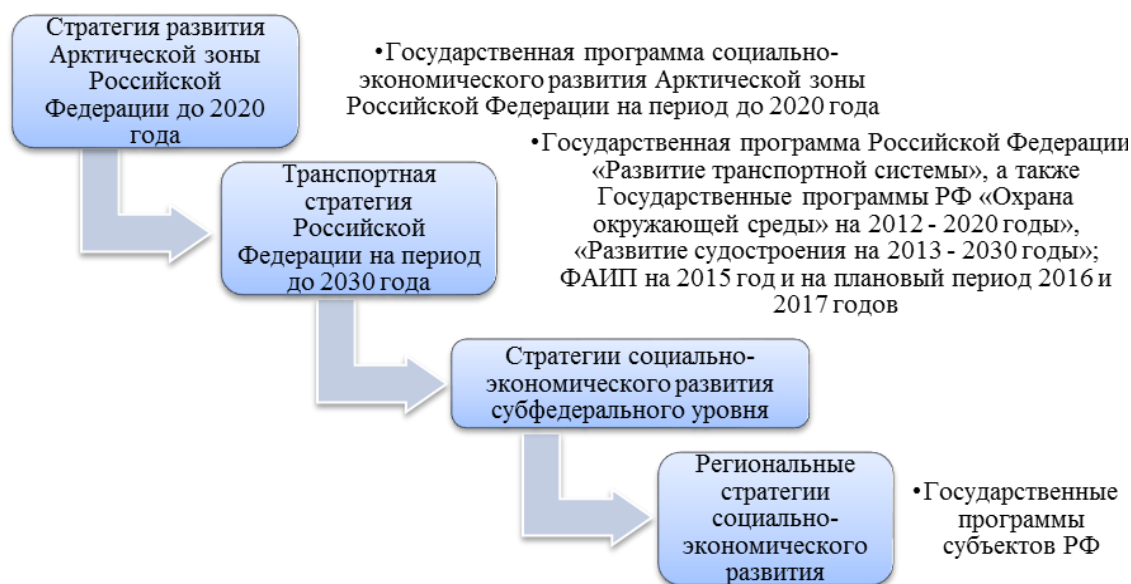 Стратегия развития
Арктической зоны
Российской
Федерации до 2020
года
•Государственная программа социально-
экономического развития Арктической зоны
Российской Федерации на период до 2020 года
Транспортная
стратегия
Российской
Федерации на период
до 2030 года
•Государственная программа Российской Федерации
«Развитие транспортной системы», а также
Государственные программы РФ «Охрана
окружающей среды» на 2012 - 2020 годы»,
«Развитие судостроения на 2013 - 2030 годы»;
ФАИП на 2015 год и на плановый период 2016 и
2017 годов
Стратегии социально-
экономического развития
субфедерального уровня
Региональные
стратегии
социально-
экономического
развития
•Государственные
программы
субъектов РФ